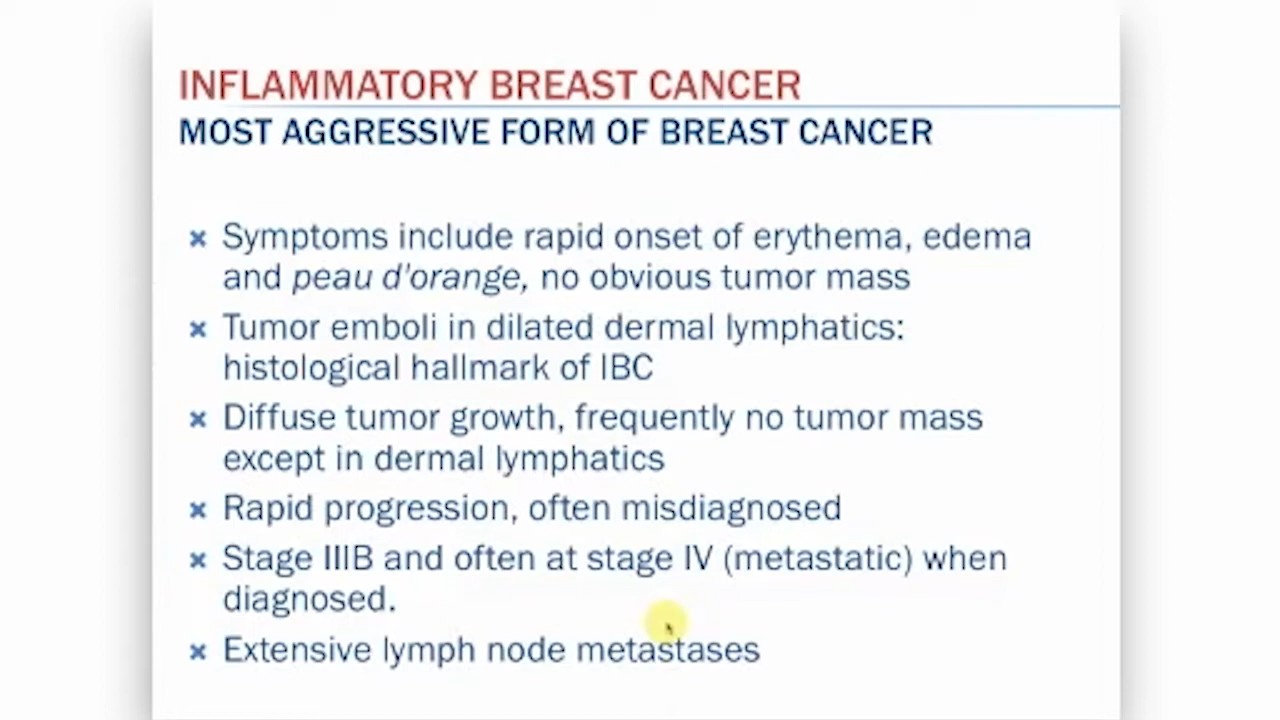 INFLAMMATORY BREAST CANCER
MOST AGGRESSIVE FORM OF BREAST CANCER
Symptoms include rapid onset of erythema, edema
and peau d'orange, no obvious tumor mass
Tumor emboli in dilated dermal lymphatics:
histological hallmark of IBC
Diffuse tumor growth, frequently no tumor mass
except in dermal lymphatics
Rapid progression, often misdiagnosed
Stage IIIB and often at stage IV (metastatic) when
diagnosed.
Extensive lymph node metastases